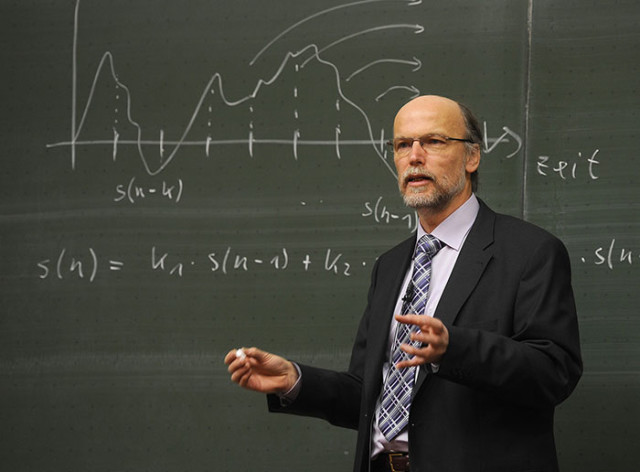 Zeit
s(n-k)
s(n-1)
s(n) = k₁ · s(n-1) + k₂ · · s(n-